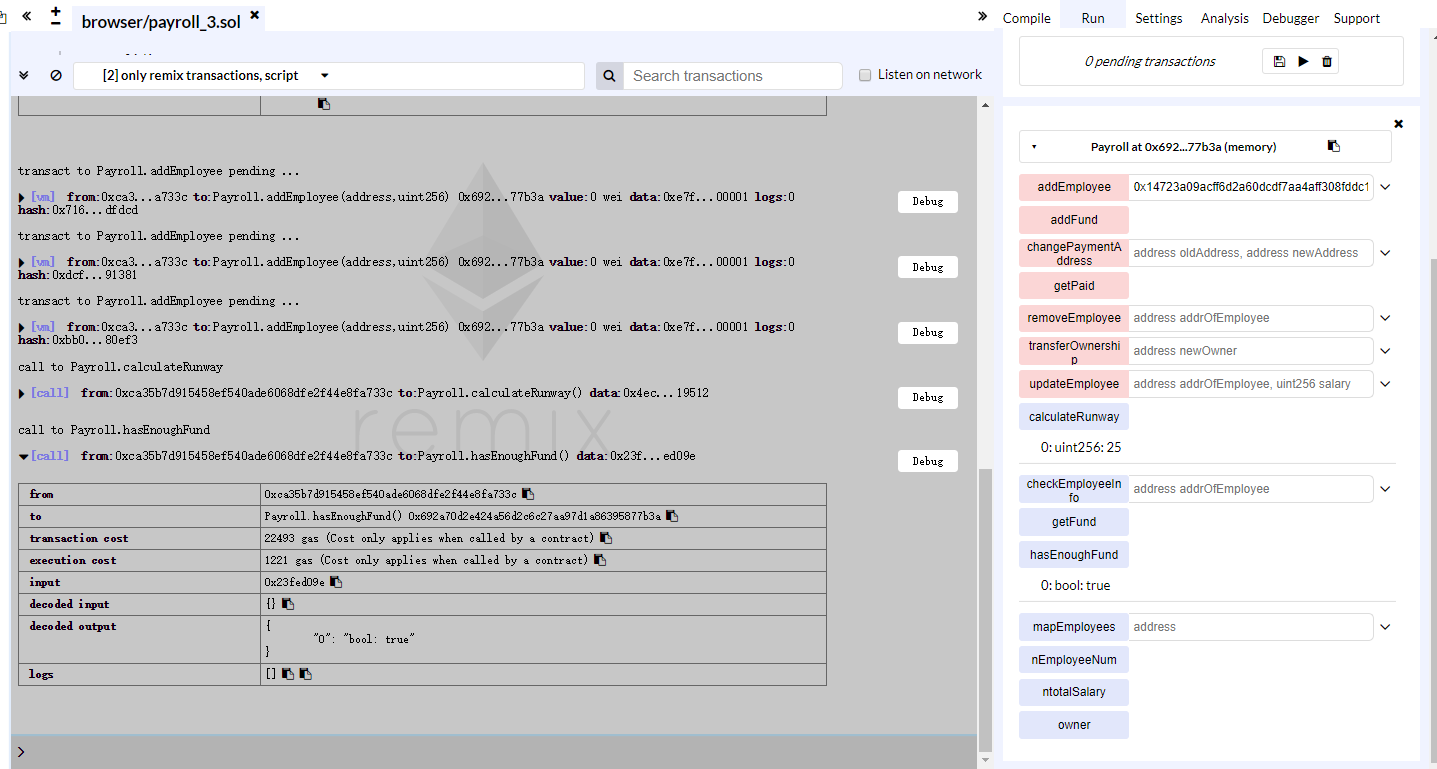 browser/payroll_3.sol
Compile
Run
Settings
Analysis
Debugger
Support
[2] only remix transactions, script
Search transactions
Listen on network
transact to Payroll.addEmployee pending ...
[vm] from:0xca3...a733c to:Payroll.addEmployee(address,uint256) 0x692...77b3a value:0 wei data:0xe7f...00001 logs:0
hash:0x716...dfdcd
Debug
transact to Payroll.addEmployee pending ...
[vm] from:0xca3...a733c to:Payroll.addEmployee(address,uint256) 0x692...77b3a value:0 wei data:0xe7f...00001 logs:0
hash:0xdcf...91381
Debug
transact to Payroll.addEmployee pending ...
[vm] from:0xca3...a733c to:Payroll.addEmployee(address,uint256) 0x692...77b3a value:0 wei data:0xe7f...00001 logs:0
hash:0xbb0...80ef3
Debug
call to Payroll.calculateRunway
[call] from:0xca35b7d915458ef540ade6068dfe2f44e8fa733c to:Payroll.calculateRunway() data:0x4ec...19512
Debug
call to Payroll.hasEnoughFund
[call] from:0xca35b7d915458ef540ade6068dfe2f44e8fa733c to:Payroll.hasEnoughFund() data:0x23f...ed09e
Debug
remix
from 0xca35b7d915458ef540ade6068dfe2f44e8fa733c
to Payroll.hasEnoughFund() 0x692a70d2e424a56d2c6c27aa97d1a86395877b3a
transaction cost 22493 gas (Cost only applies when called by a contract)
execution cost 1221 gas (Cost only applies when called by a contract)
input 0x23fed09e
decoded input {}
decoded output {
"0": "bool: true"
}
logs []
>
0 pending transactions
Payroll at 0x692...77b3a (memory)
addEmployee 0x14723a09acff6d2a60dcdf7aa4aff308fddc1
addFund
changePaymentA
ddress
address oldAddress, address newAddress
getPaid
removeEmployee address addrOfEmployee
transferOwnershi
p
address newOwner
updateEmployee address addrOfEmployee, uint256 salary
calculateRunway
0: uint256: 25
checkEmployeeIn
fo
address addrOfEmployee
getFund
hasEnoughFund
0: bool: true
mapEmployees address
nEmployeeNum
ntotalSalary
owner